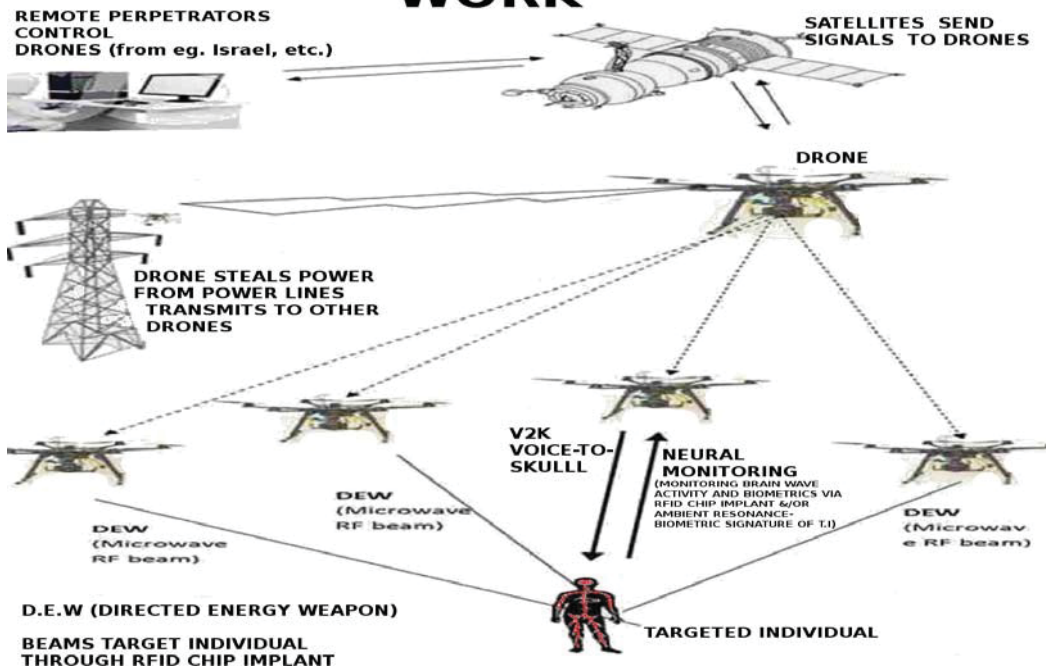 WORK
REMOTE PERPETRATORS
CONTROL
DRONES (from eg. Israel, etc.)
SATELLITES SEND
SIGNALS TO DRONES
DRONE
DRONE STEALS POWER
FROM POWER LINES
TRANSMITS TO OTHER
DRONES
V2K
VOICE-TO-
SKULLL
NEURAL
MONITORING
(MONITORING BRAIN WAVE
ACTIVITY AND BIOMETRICS VIA
RFID CHIP IMPLANT &/OR
AMBIENT RESONANCE-
BIOMETRIC SIGNATURE OF T.I)
DEW
(Microwave
RF beam)
DEW
(Microwave
RF beam)
DEW
(Microwav
e RF beam)
D.E.W (DIRECTED ENERGY WEAPON)
BEAMS TARGET INDIVIDUAL
THROUGH RFID CHIP IMPLANT
TARGETED INDIVIDUAL